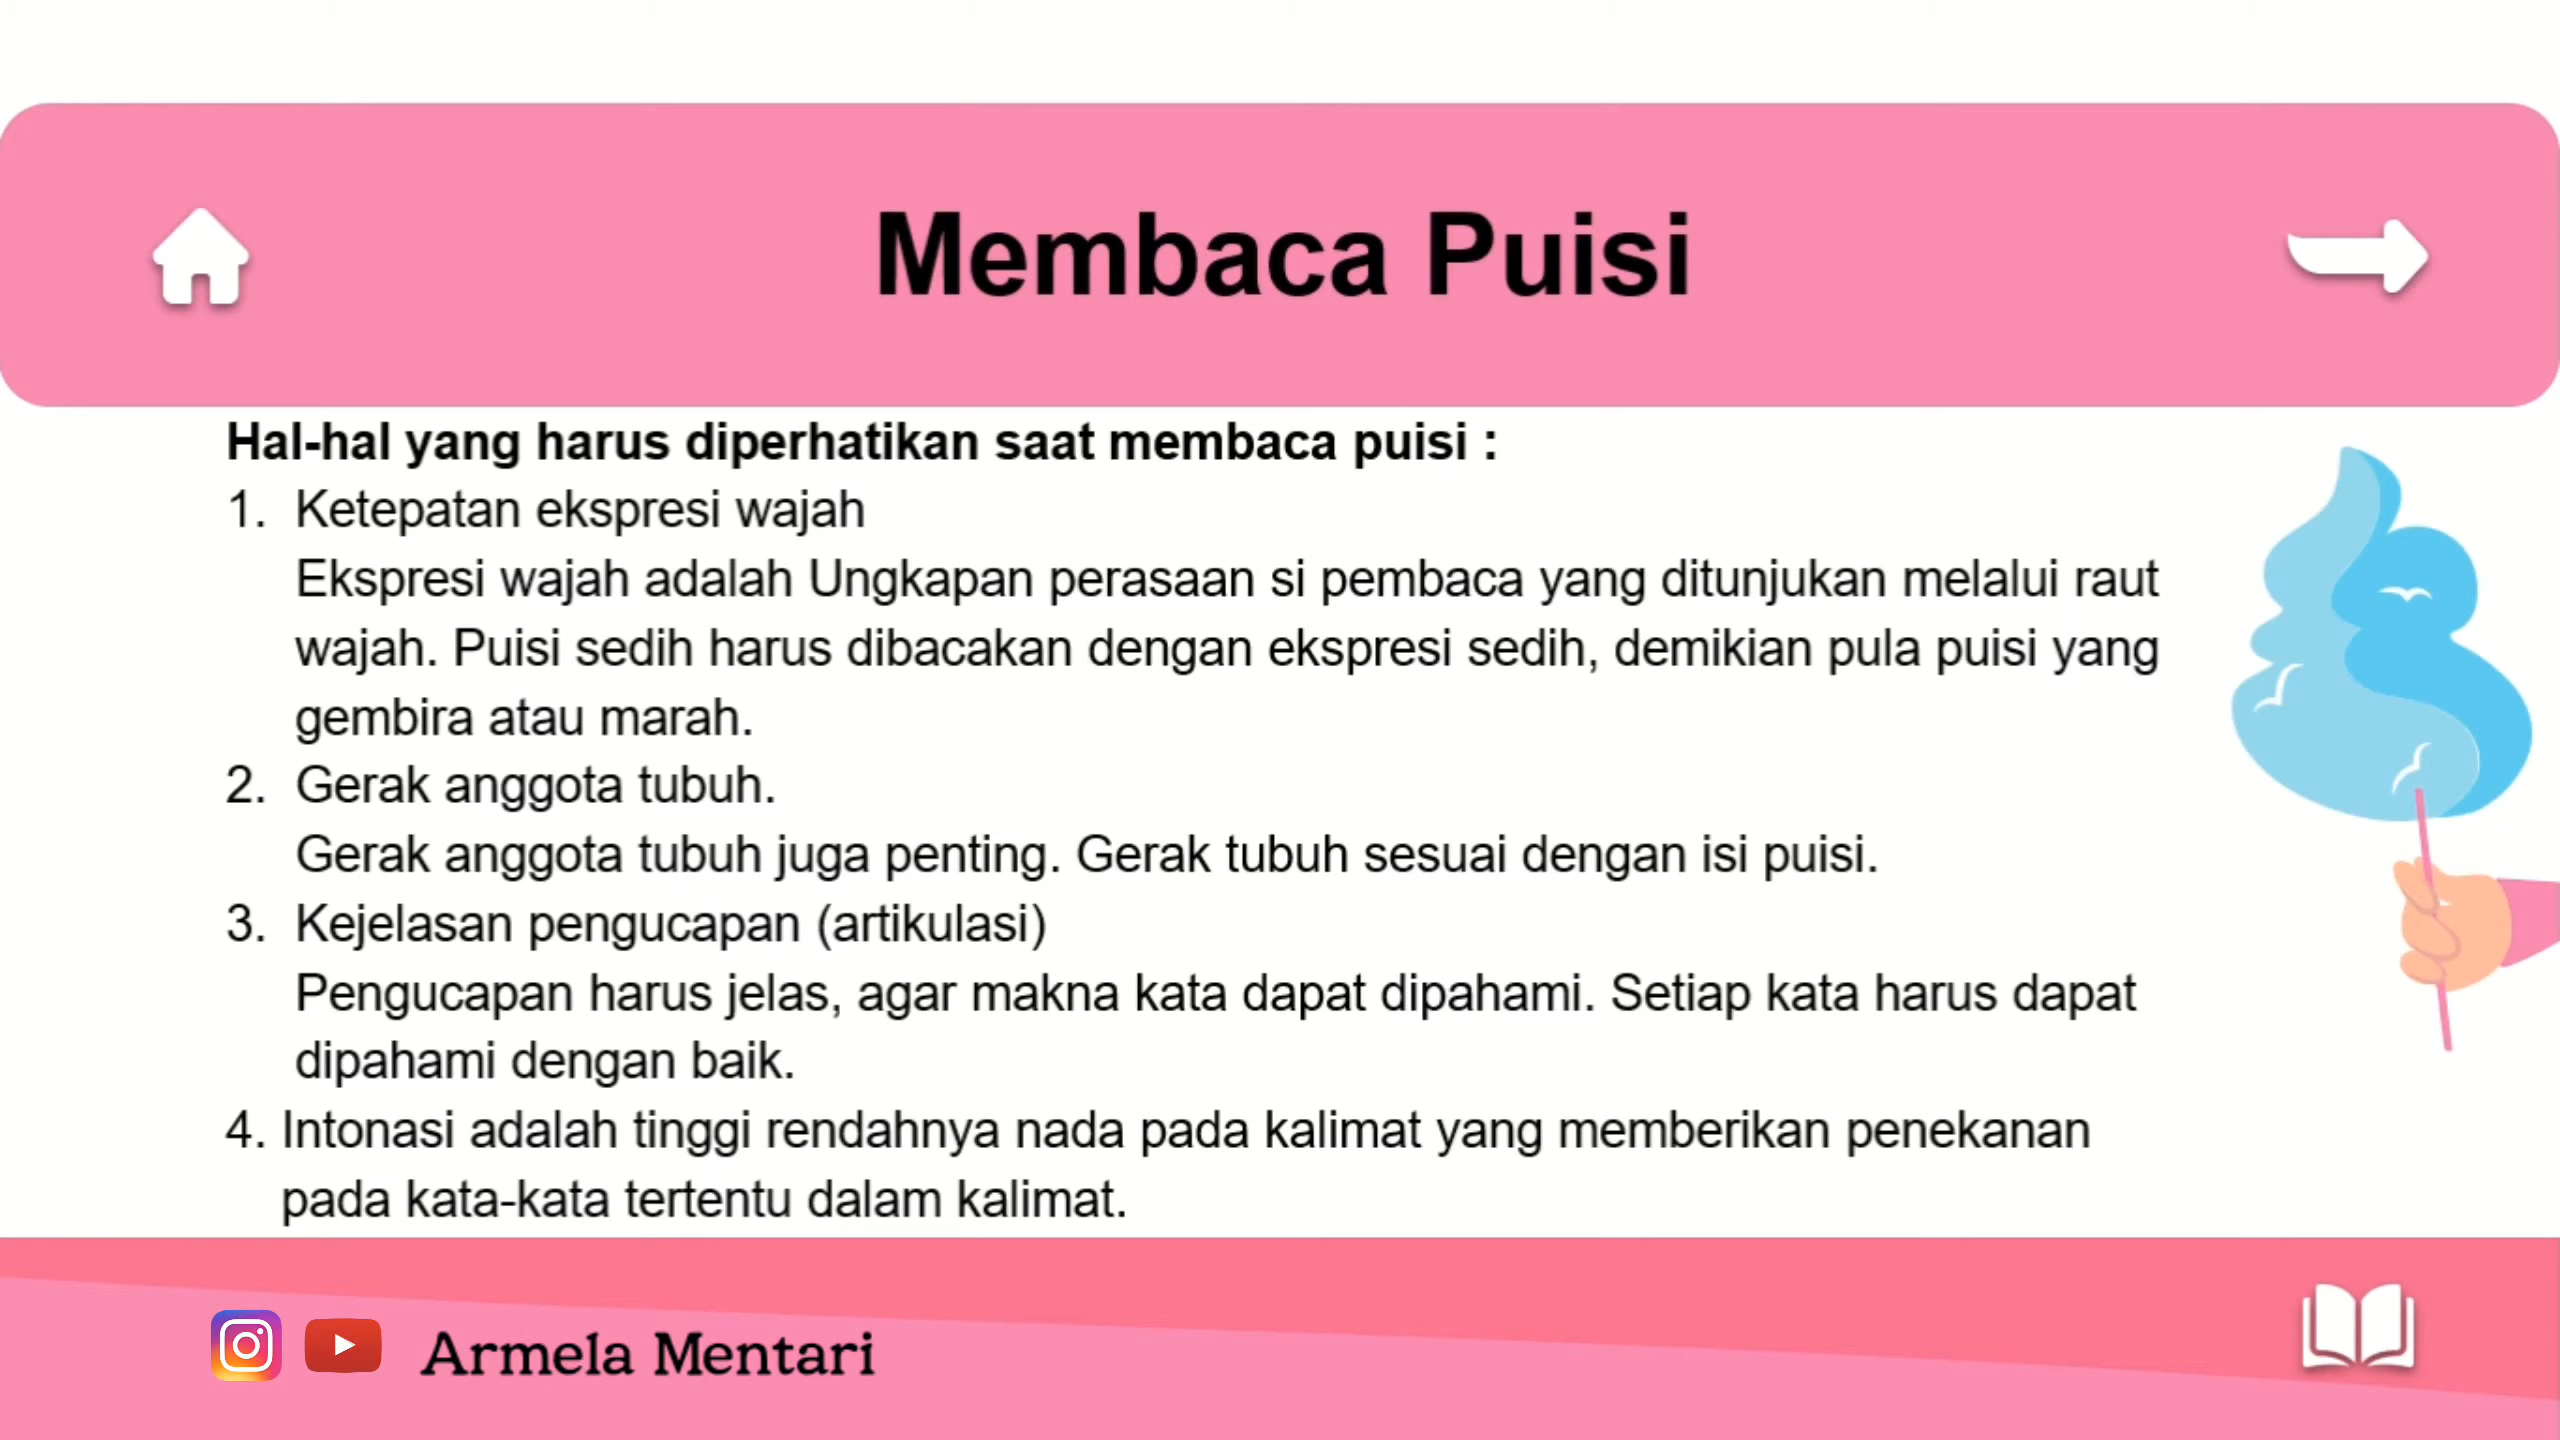 Membaca Puisi
Hal-hal yang harus diperhatikan saat membaca puisi :
1. Ketepatan ekspresi wajah
Ekspresi wajah adalah Ungkapan perasaan si pembaca yang ditunjukan melalui raut
wajah. Puisi sedih harus dibacakan dengan ekspresi sedih, demikian pula puisi yang
gembira atau marah.
2. Gerak anggota tubuh.
Gerak anggota tubuh juga penting. Gerak tubuh sesuai dengan isi puisi.
3. Kejelasan pengucapan (artikulasi)
Pengucapan harus jelas, agar makna kata dapat dipahami. Setiap kata harus dapat
dipahami dengan baik.
4. Intonasi adalah tinggi rendahnya nada pada kalimat yang memberikan penekanan
pada kata-kata tertentu dalam kalimat.
Armela Mentari